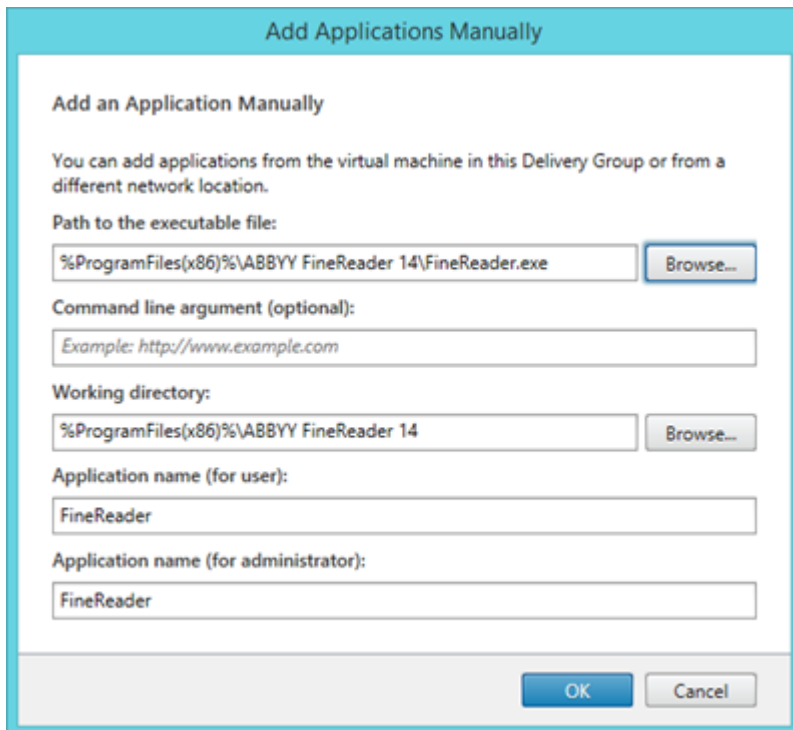 Add Applications Manually
Add an Application Manually
You can add applications from the virtual machine in this Delivery Group or from a
different network location.
Path to the executable file:
%ProgramFiles(x86)%\ABBYY FineReader 14\FineReader.exe
Browse...
Command line argument (optional):
Example: http://www.example.com
Working directory:
%ProgramFiles(x86)%\ABBYY FineReader 14
Browse...
Application name (for user):
FineReader
Application name (for administrator):
FineReader
OK
Cancel